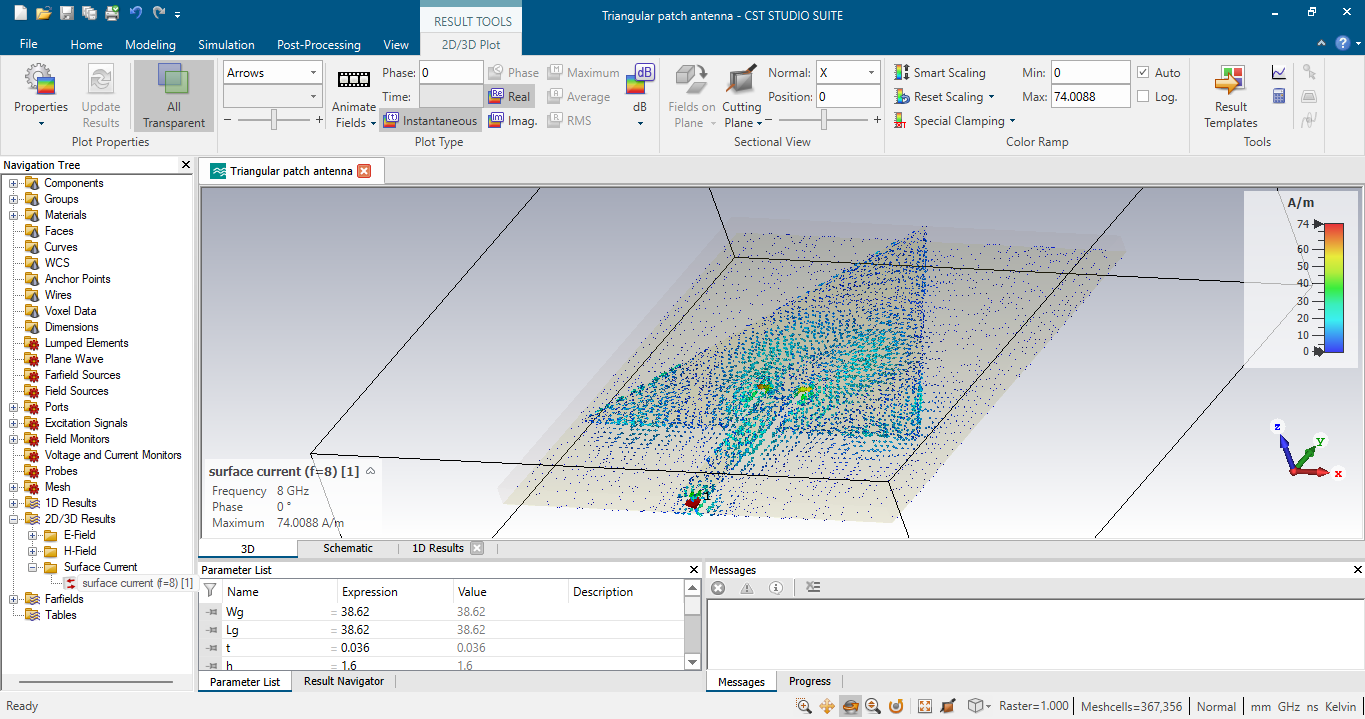 RESULT TOOLS
Triangular patch antenna - CST STUDIO SUITE
File Home Modeling Simulation Post-Processing View 2D/3D Plot
Arrows Phase: 0 Phase Maximum dB Normal: X Smart Scaling Min: 0 Auto
Properties Update Results All Transparent Animate Fields Time: Real Average dB Fields on Plane Cutting Plane Position: 0 Reset Scaling Max: 74.0088 Log. Result Templates
Instantaneous Imag. RMS Special Clamping
Plot Properties Plot Type Sectional View Color Ramp Tools
Navigation Tree
Components
Groups
Materials
Faces
Curves
WCS
Anchor Points
Wires
Voxel Data
Dimensions
Lumped Elements
Plane Wave
Farfield Sources
Field Sources
Ports
Excitation Signals
Field Monitors
Voltage and Current Monitors
Probes
Mesh
1D Results
2D/3D Results
E-Field
H-Field
Surface Current
surface current (f=8) [1]
Farfields
Tables
Triangular patch antenna
A/m
74
60
50
40
30
20
10
0
1
z
y
x
surface current (f=8) [1]
Frequency 8 GHz
Phase 0 °
Maximum 74.0088 A/m
3D Schematic 1D Results
Parameter List
Name Expression Value Description
Wg = 38.62 38.62
Lg = 38.62 38.62
t = 0.036 0.036
h = 1.6 1.6
Parameter List Result Navigator
Messages
Messages Progress
Ready Raster=1.000 Meshcells=367,356 Normal mm GHz ns Kelvin